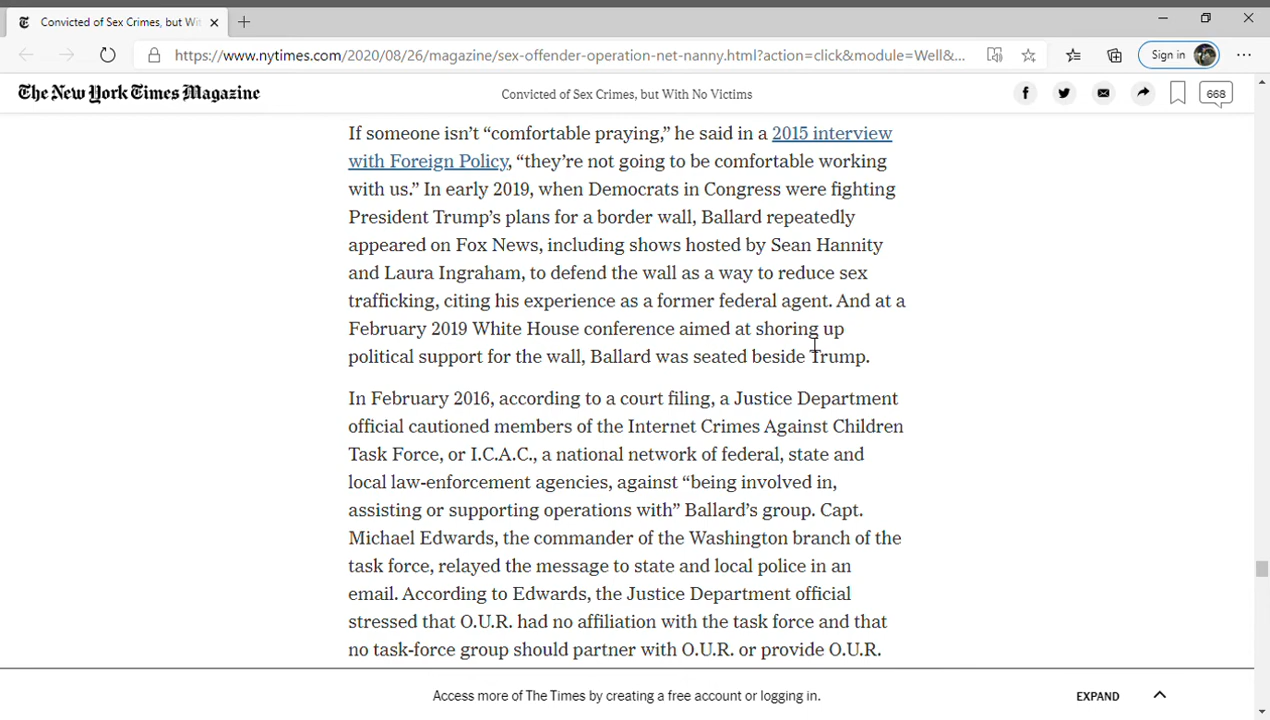 Convicted of Sex Crimes, but Wit
https://www.nytimes.com/2020/08/26/magazine/sex-offender-operation-net-nanny.html?action=click&module=Well&...
Sign in
The New York Times Magazine
Convicted of Sex Crimes, but With No Victims
668
If someone isn’t “comfortable praying,” he said in a 2015 interview
with Foreign Policy, “they’re not going to be comfortable working
with us.” In early 2019, when Democrats in Congress were fighting
President Trump’s plans for a border wall, Ballard repeatedly
appeared on Fox News, including shows hosted by Sean Hannity
and Laura Ingraham, to defend the wall as a way to reduce sex
trafficking, citing his experience as a former federal agent. And at a
February 2019 White House conference aimed at shoring up
political support for the wall, Ballard was seated beside Trump.
In February 2016, according to a court filing, a Justice Department
official cautioned members of the Internet Crimes Against Children
Task Force, or I.C.A.C., a national network of federal, state and
local law-enforcement agencies, against “being involved in,
assisting or supporting operations with” Ballard’s group. Capt.
Michael Edwards, the commander of the Washington branch of the
task force, relayed the message to state and local police in an
email. According to Edwards, the Justice Department official
stressed that O.U.R. had no affiliation with the task force and that
no task-force group should partner with O.U.R. or provide O.U.R.
Access more of The Times by creating a free account or logging in.
EXPAND